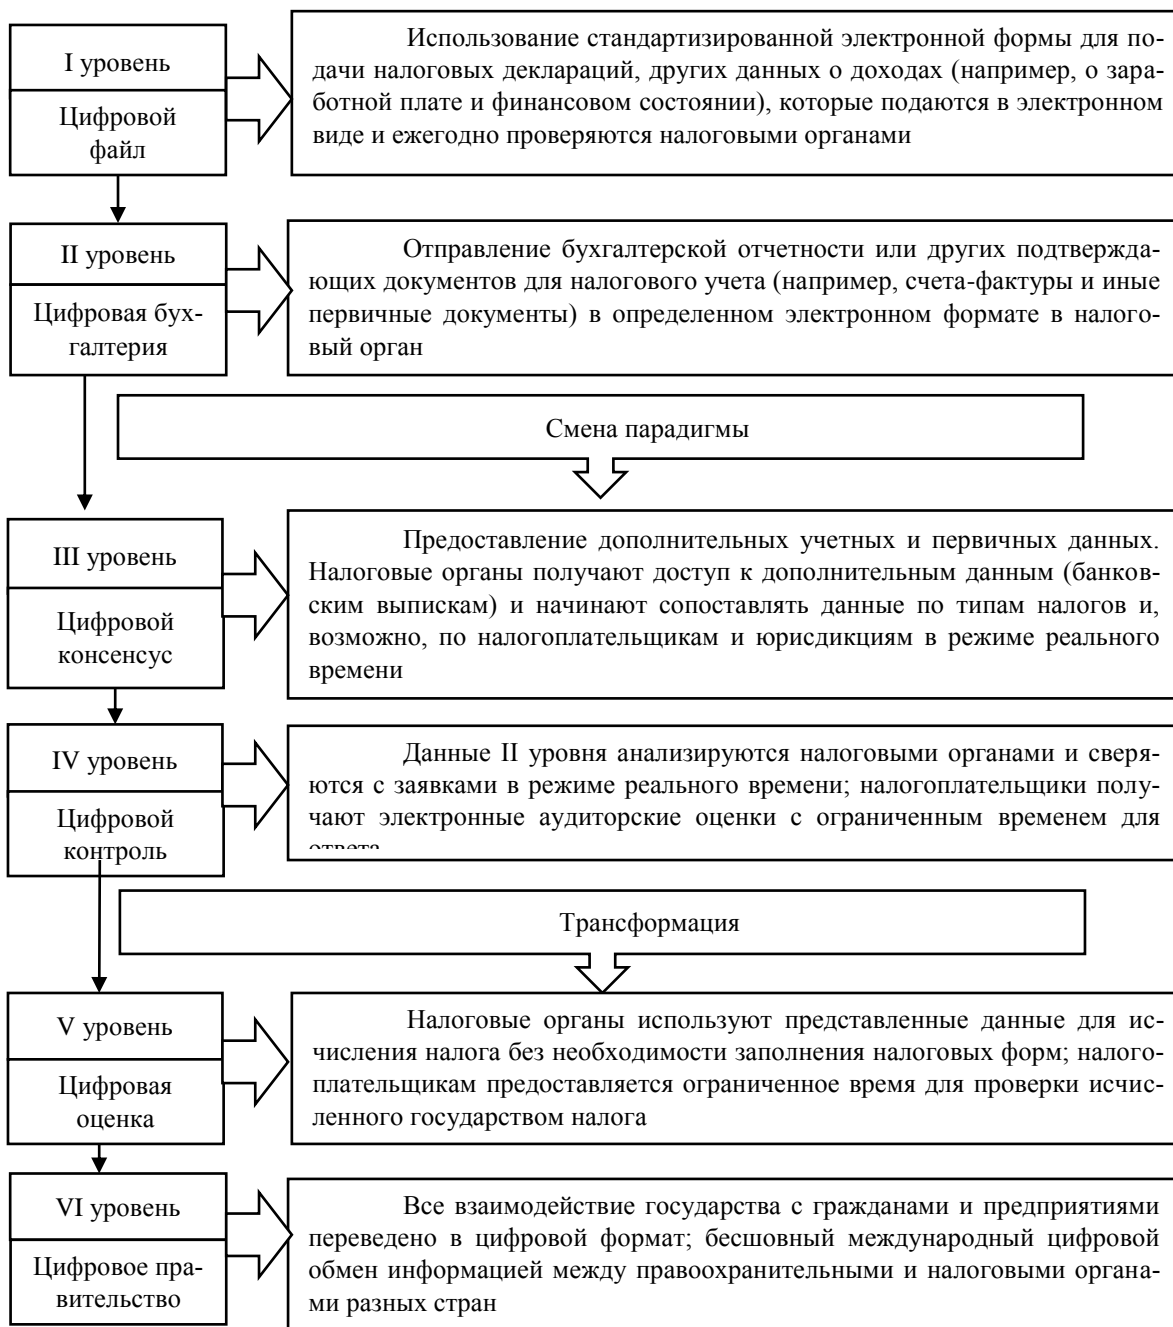 I уровень
Цифровой
файл
Использование стандартизированной электронной формы для по-
дачи налоговых деклараций, других данных о доходах (например, о зара-
ботной плате и финансовом состоянии), которые подаются в электронном
виде и ежегодно проверяются налоговыми органами
II уровень
Цифровая бух-
галтерия
Отправление бухгалтерской отчетности или других подтвержда-
ющих документов для налогового учета (например, счета-фактуры и иные
первичные документы) в определенном электронном формате в налого-
вый орган
Смена парадигмы
III уровень
Цифровой
консенсус
Предоставление дополнительных учетных и первичных данных.
Налоговые органы получают доступ к дополнительным данным (банков-
ским выпискам) и начинают сопоставлять данные по типам налогов и,
возможно, по налогоплательщикам и юрисдикциям в режиме реального
времени
IV уровень
Цифровой
контроль
Данные II уровня анализируются налоговыми органами и сверя-
ются с заявками в режиме реального времени; налогоплательщики полу-
чают электронные аудиторские оценки с ограниченным временем для
ответа
Трансформация
V уровень
Цифровая
оценка
Налоговые органы используют представленные данные для ис-
числения налога без необходимости заполнения налоговых форм; налого-
плательщикам предоставляется ограниченное время для проверки исчис-
ленного государством налога
VI уровень
Цифровое пра-
вительство
Все взаимодействие государства с гражданами и предприятиями
переведено в цифровой формат; бесшовный международный цифровой
обмен информацией между правоохранительными и налоговыми органа-
ми разных стран